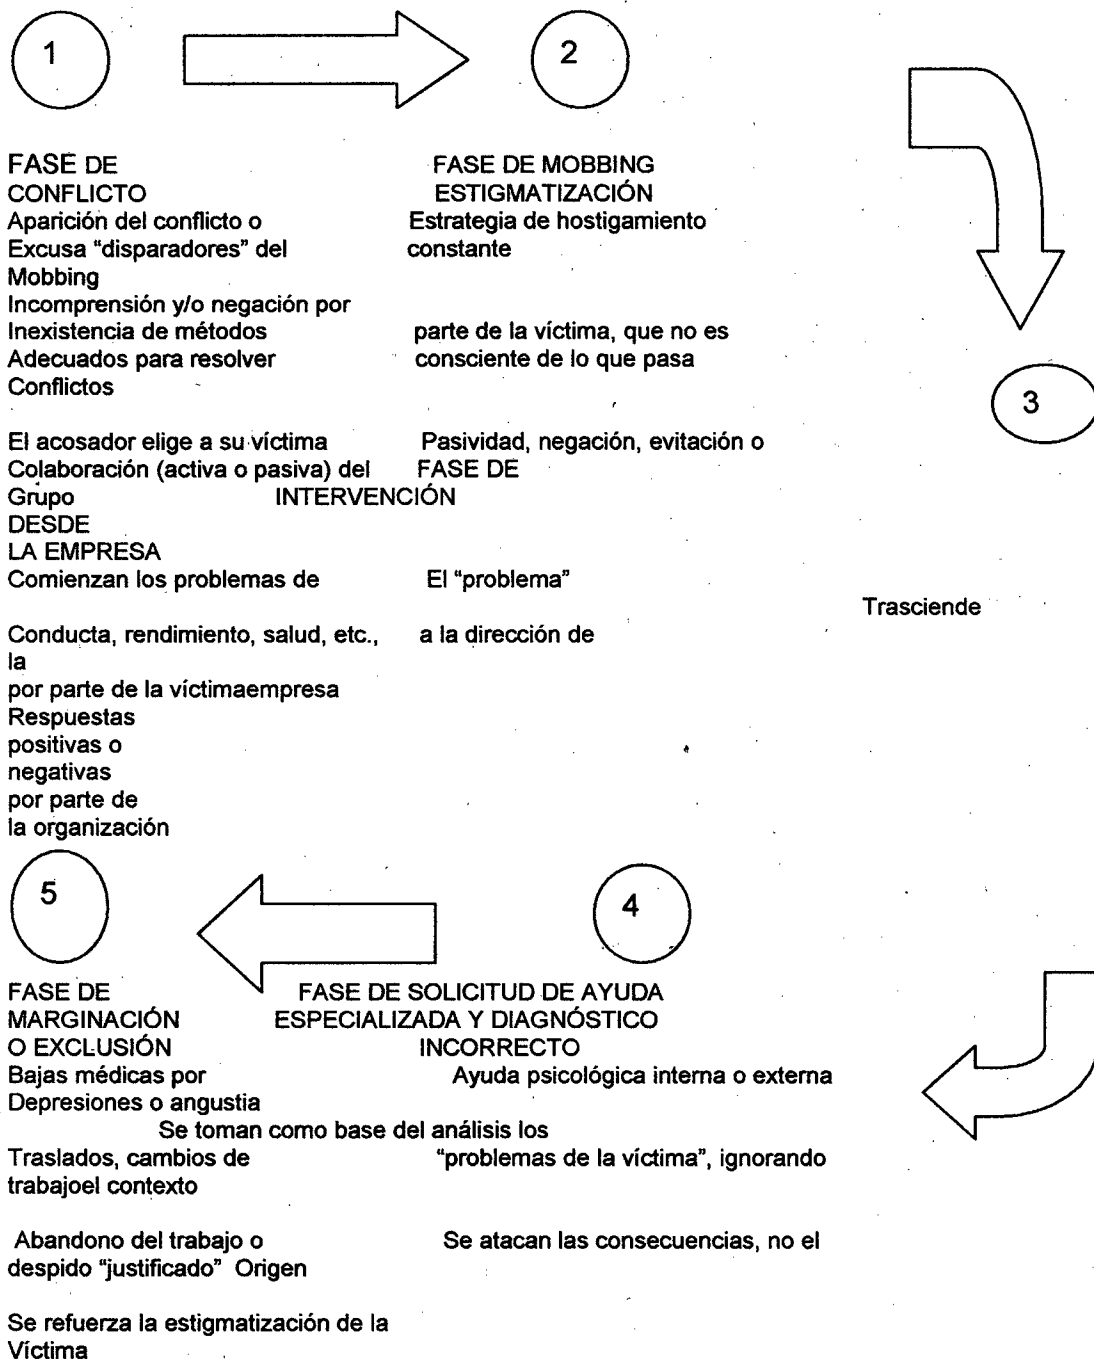 1
2
FASE DE FASE DE MOBBING
CONFLICTO ESTIGMATIZACIÓN
Aparición del conflicto o Estrategia de hostigamiento
Excusa “disparadores” del constante
Mobbing
Incomprensión y/o negación por
Inexistencia de métodos parte de la víctima, que no es
Adecuados para resolver consciente de lo que pasa
Conflictos
3
El acosador elige a su víctima Pasividad, negación, evitación o
Colaboración (activa o pasiva) del FASE DE
Grupo INTERVENCIÓN
DESDE
LA EMPRESA
Comienzan los problemas de El “problema”
Trasciende
Conducta, rendimiento, salud, etc., a la dirección de
la
por parte de la víctimaempresa
Respuestas
positivas o
negativas
por parte de
la organización
5
4
FASE DE FASE DE SOLICITUD DE AYUDA
MARGINACIÓN ESPECIALIZADA Y DIAGNÓSTICO
O EXCLUSIÓN INCORRECTO
Bajas médicas por Ayuda psicológica interna o externa
Depresiones o angustia
Se toman como base del análisis los
Traslados, cambios de “problemas de la víctima”, ignorando
trabajoel contexto
Abandono del trabajo o Se atacan las consecuencias, no el
despido “justificado” Origen
Se refuerza la estigmatización de la
Víctima